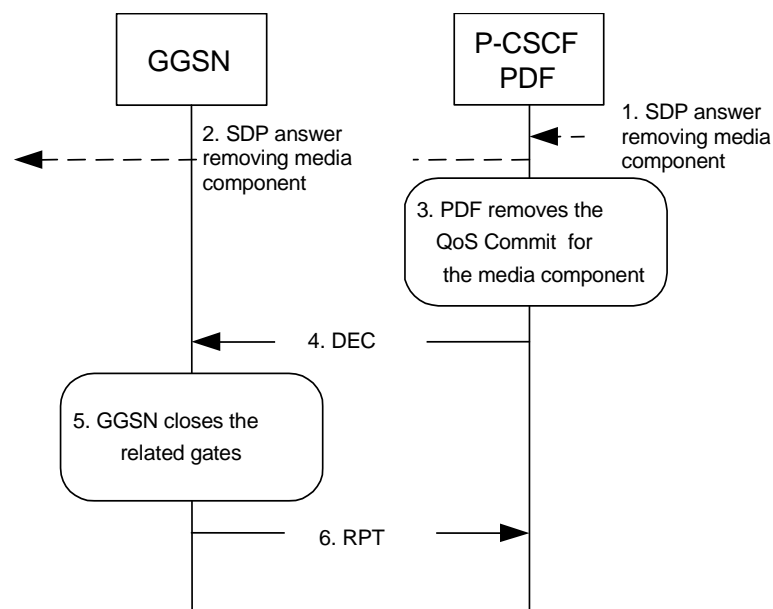 GGSN
P-CSCF
PDF
1. SDP answer
removing media
component
2. SDP answer
removing media
component
3. PDF removes the
QoS Commit for
the media component
4. DEC
5. GGSN closes the
related gates
6. RPT